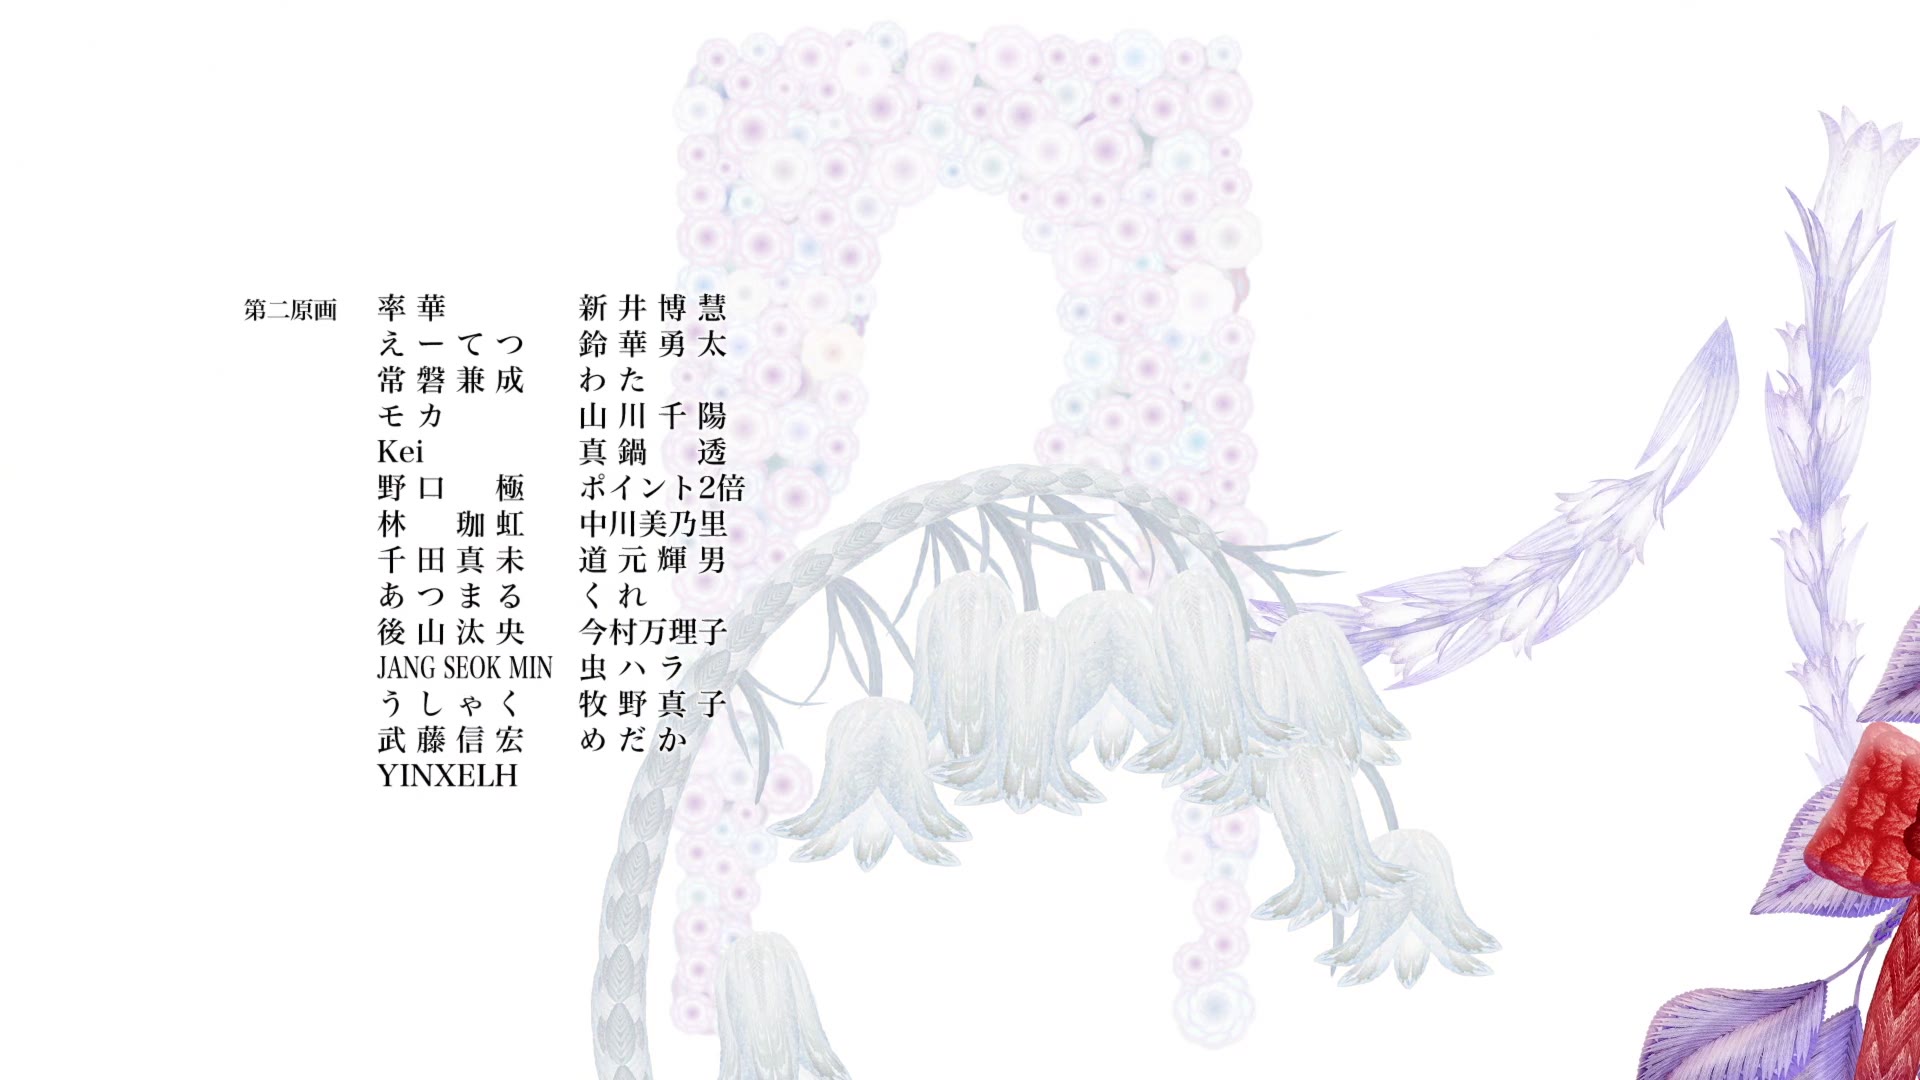 第二原画
率華 新井博慧
えーてつ 鈴華勇太
常磐兼成 わた
モカ 山川千陽
Kei 真鍋 透
野口 極 ポイント2倍
林 珈虹 中川美乃里
千田真未 道元輝男
あつまる くれ
後山汰央 今村万理子
JANG SEOK MIN 虫ハラ
うしゃく 牧野真子
武藤信宏 めだか
YINXELH